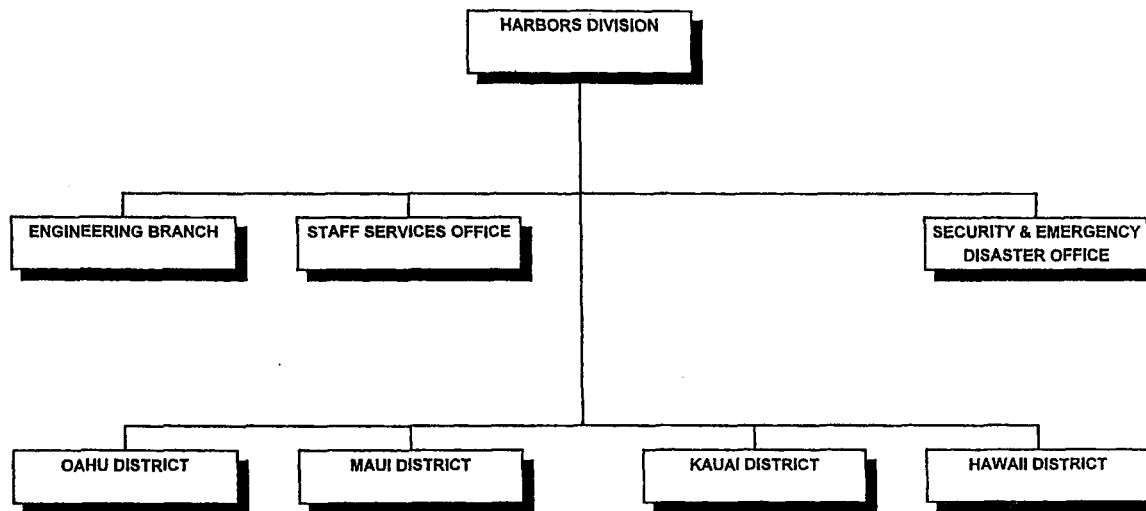 HARBORS DIVISION
ENGINEERING BRANCH
STAFF SERVICES OFFICE
SECURITY & EMERGENCY
DISASTER OFFICE
OAHU DISTRICT
MAUI DISTRICT
KAUAI DISTRICT
HAWAII DISTRICT